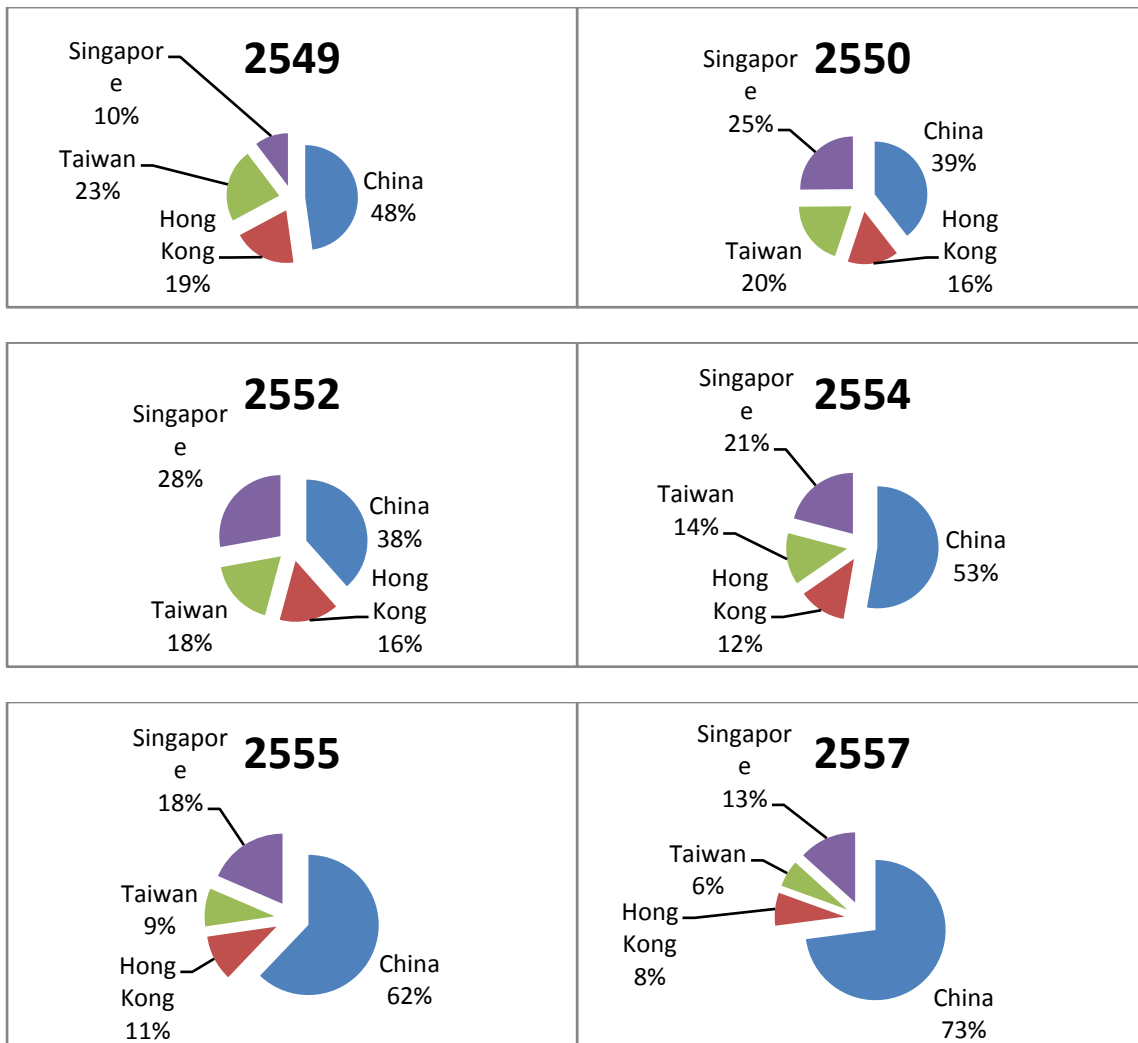 2549
Singapor
e
10%
Taiwan
23%
Hong
Kong
19%
China
48%
2550
Singapor
e
25%
China
39%
Taiwan
20%
Hong
Kong
16%
2552
Singapor
e
28%
China
38%
Taiwan
18%
Hong
Kong
16%
2554
Singapor
e
21%
Taiwan
14%
Hong
Kong
12%
China
53%
2555
Singapor
e
18%
Taiwan
9%
Hong
Kong
11%
China
62%
2557
Singapor
e
13%
Taiwan
6%
Hong
Kong
8%
China
73%